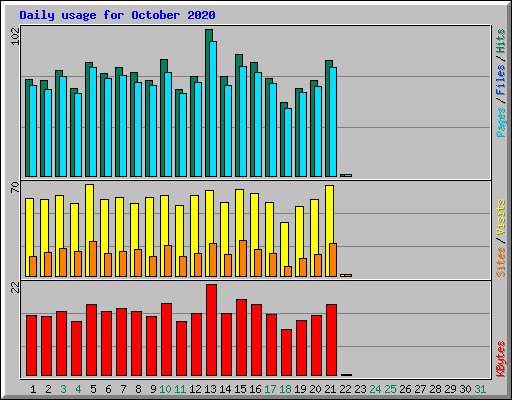 Daily usage for October 2020
102
Pages / Files / Hits
70
Sites / Visits
22
KBytes
1 2 3 4 5 6 7 8 9 10 11 12 13 14 15 16 17 18 19 20 21 22 23 24 25 26 27 28 29 30 31